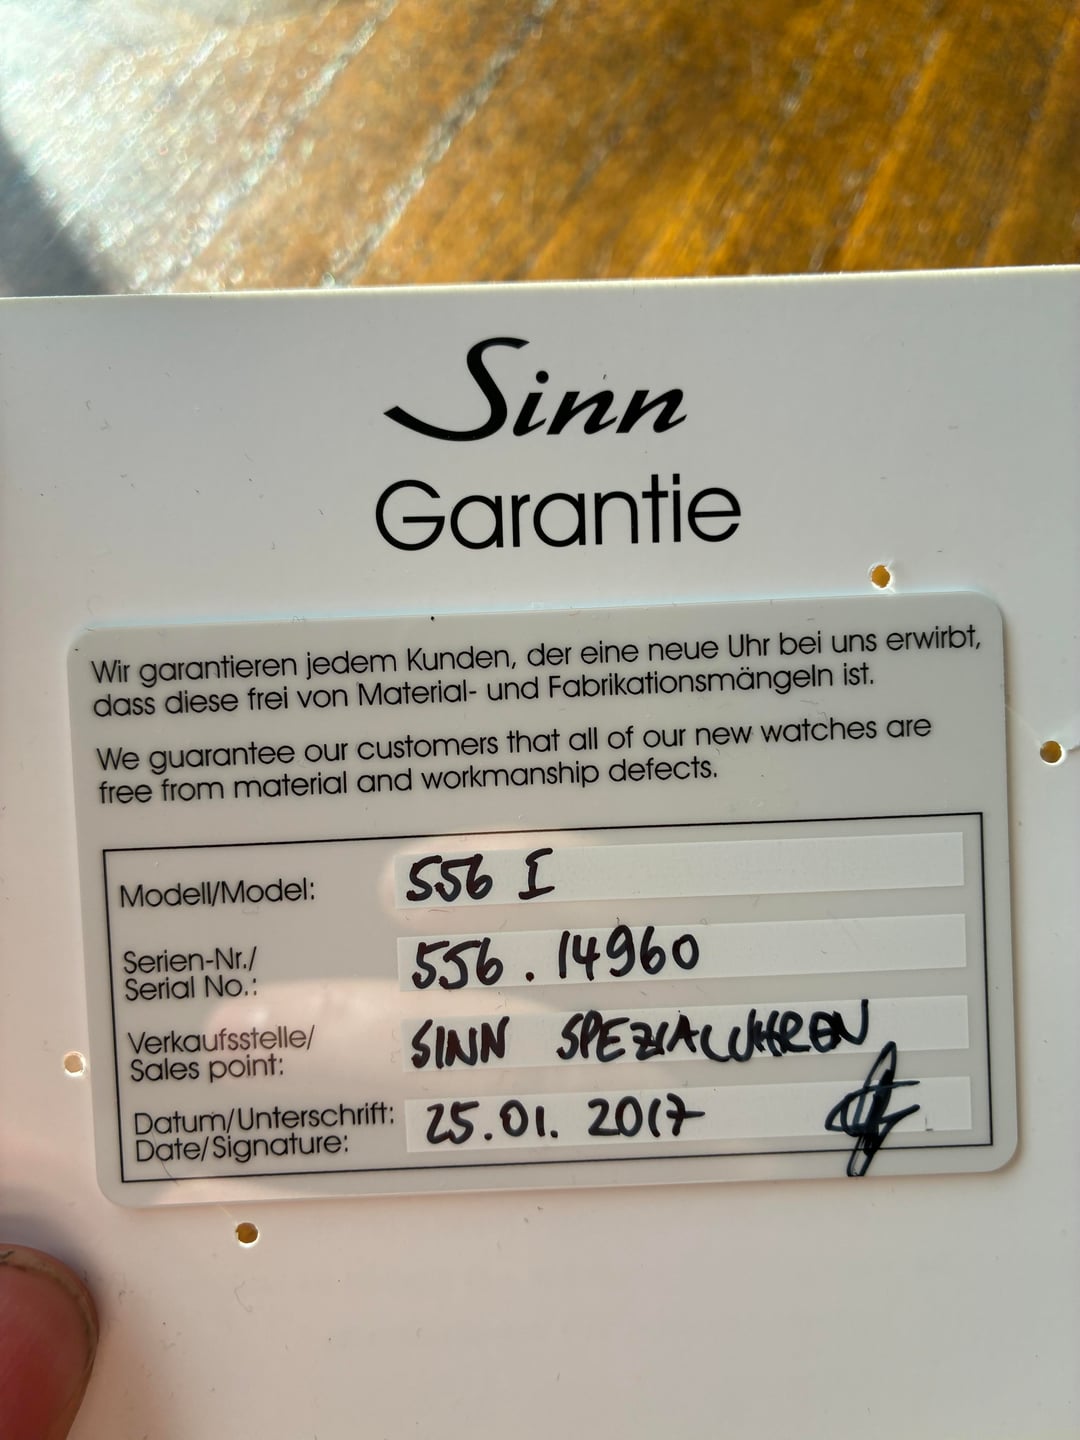 Sinn
Garantie
Wir garantieren jedem Kunden, der eine neue Uhr bei uns erwirbt,
dass diese frei von Material- und Fabrikationsmängeln ist.
We guarantee our customers that all of our new watches are
free from material and workmanship defects.
Modell/Model: 556 I
Serien-Nr./
Serial No.: 556.14960
Verkaufsstelle/
Sales point: SINN SPEZIALUHREN
Datum/Unterschrift:
Date/Signature: 25.01.2017